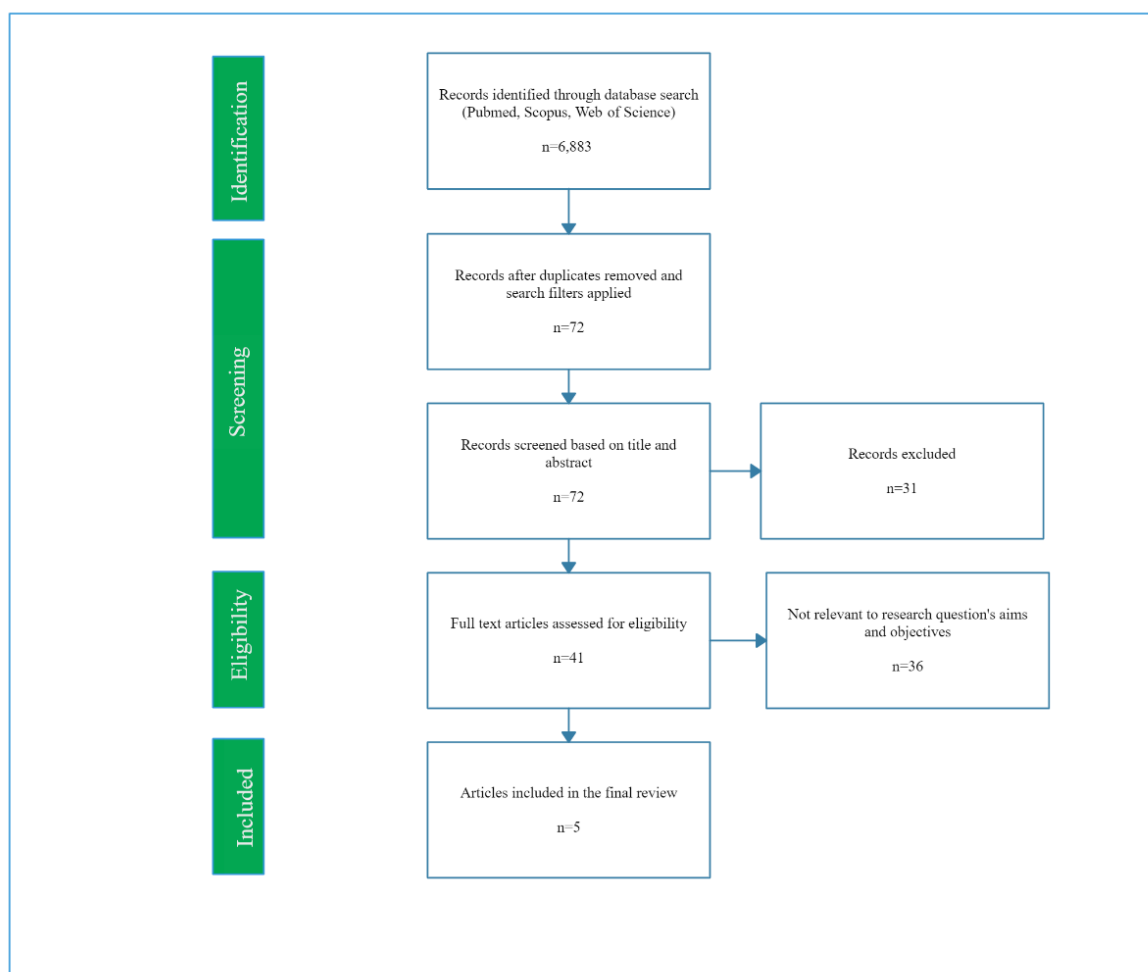 Identification
Records identified through database search
(Pubmed, Scopus, Web of Science)
n=6,883
Screening
Records after duplicates removed and
search filters applied
n=72
Records screened based on title and
abstract
n=72
Records excluded
n=31
Eligibility
Full text articles assessed for eligibility
n=41
Not relevant to research question's aims
and objectives
n=36
Included
Articles included in the final review
n=5